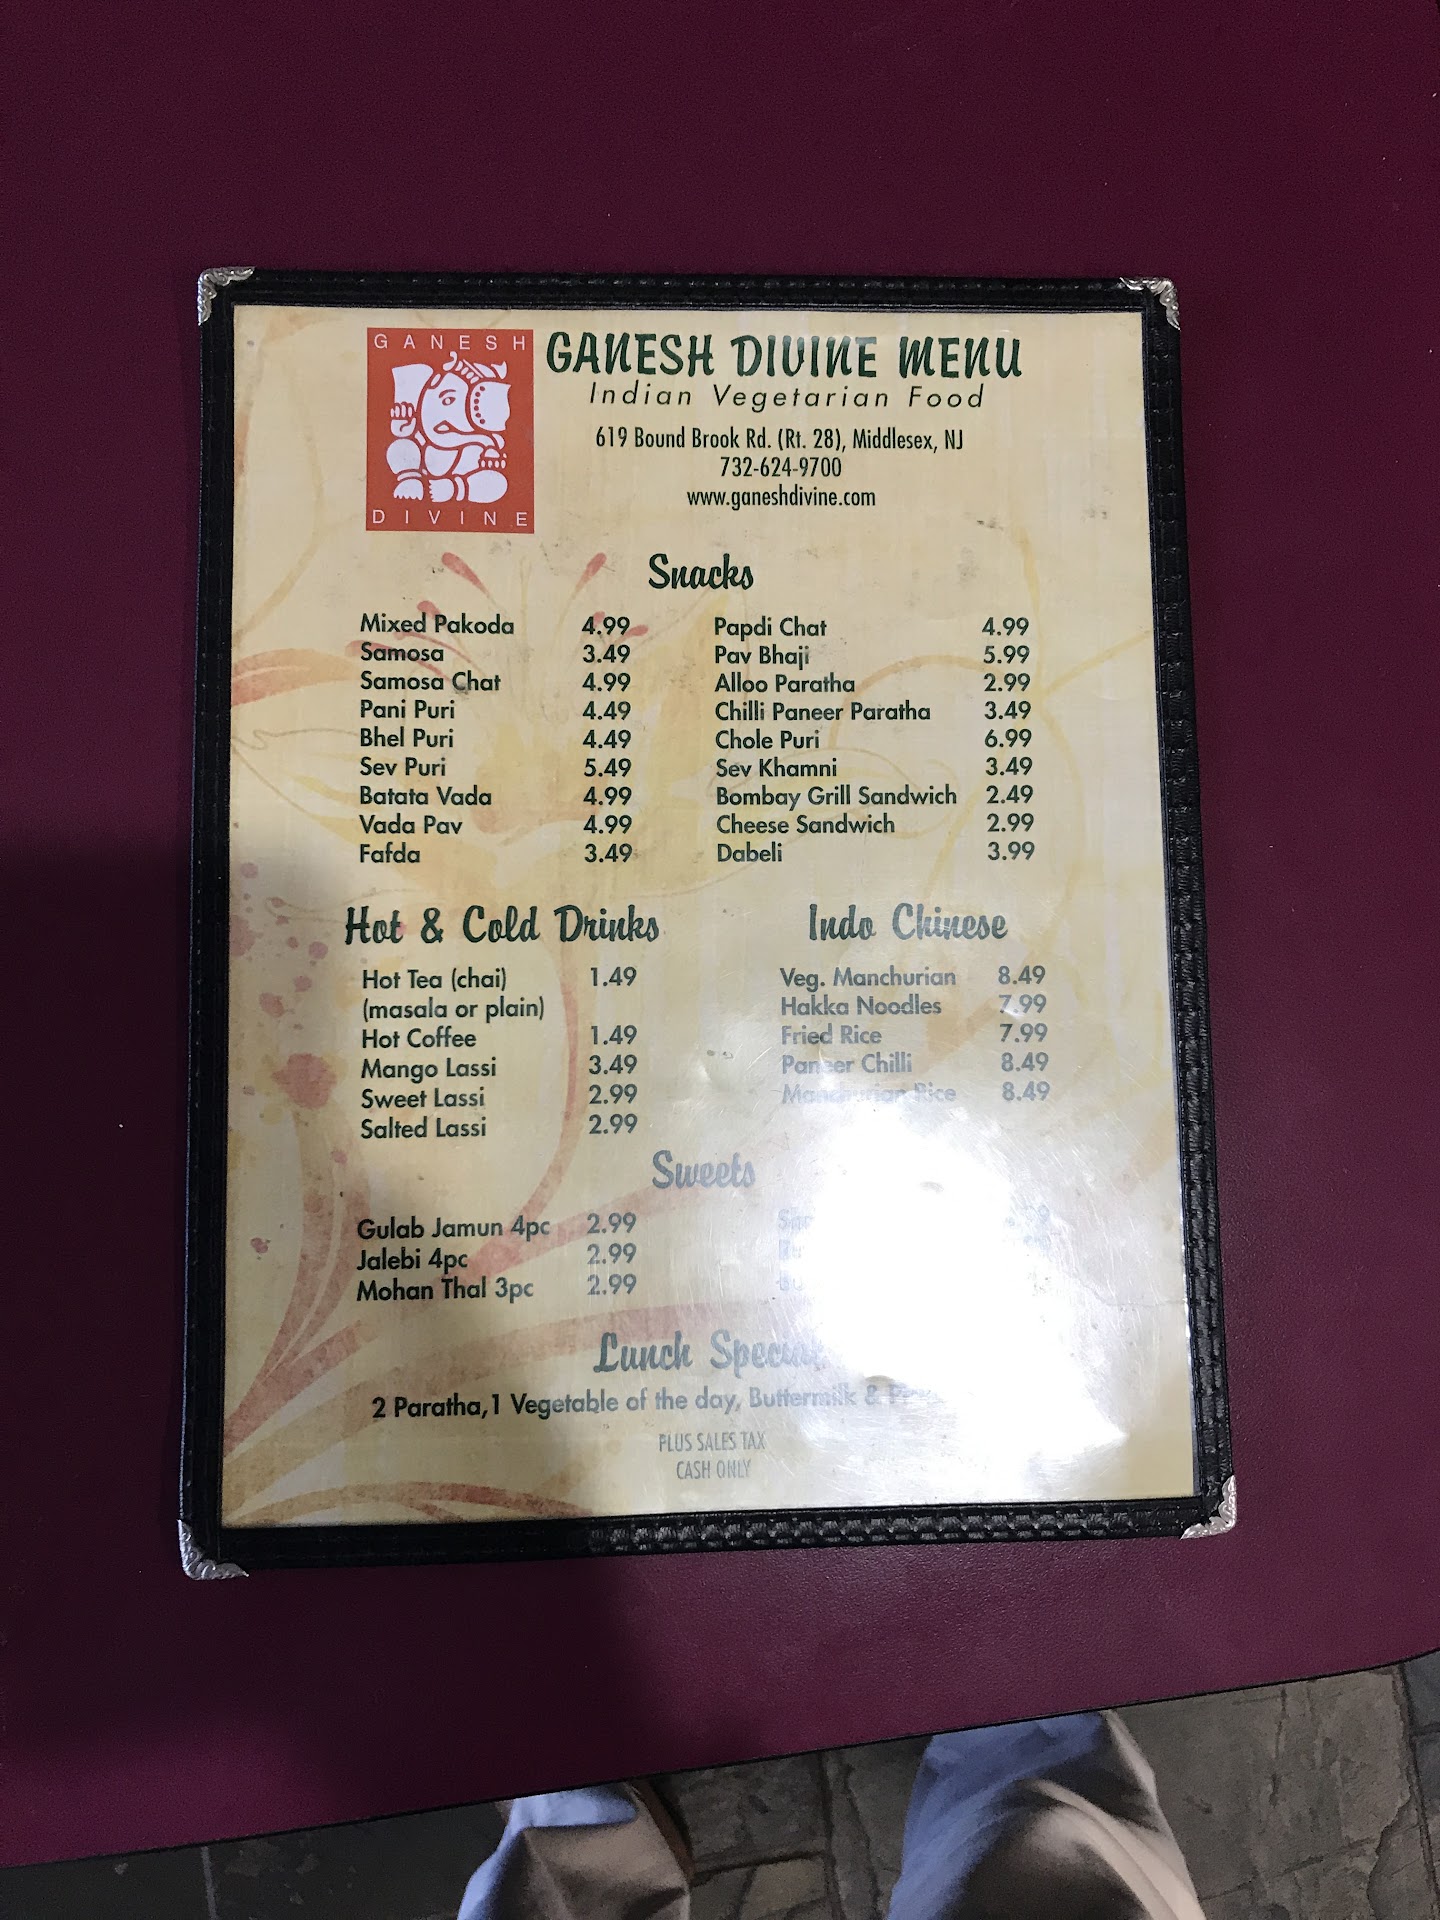 GANESH
DIVINE
GANESH DIVINE MENU
Indian Vegetarian Food
619 Bound Brook Rd. (Rt. 28), Middlesex, NJ
732-624-9700
www.ganeshdivine.com
Snacks
Mixed Pakoda 4.99
Samosa 3.49
Samosa Chat 4.99
Pani Puri 4.49
Bhel Puri 4.49
Sev Puri 5.49
Batata Vada 4.99
Vada Pav 4.99
Fafda 3.49
Papdi Chat 4.99
Pav Bhaji 5.99
Alloo Paratha 2.99
Chilli Paneer Paratha 3.49
Chole Puri 6.99
Sev Khamni 3.49
Bombay Grill Sandwich 2.49
Cheese Sandwich 2.99
Dabeli 3.99
Hot & Cold Drinks
Hot Tea (chai) 1.49
(masala or plain)
Hot Coffee 1.49
Mango Lassi 3.49
Sweet Lassi 2.99
Salted Lassi 2.99
Indo Chinese
Veg. Manchurian 8.49
Hakka Noodles 7.99
Fried Rice 7.99
Paneer Chilli 8.49
Manchurian Rice 8.49
Sweets
Gulab Jamun 4pc 2.99
Jalebi 4pc 2.99
Mohan Thal 3pc 2.99
Lunch Special
2 Paratha,1 Vegetable of the day, Buttermilk &
PLUS SALES TAX
CASH ONLY